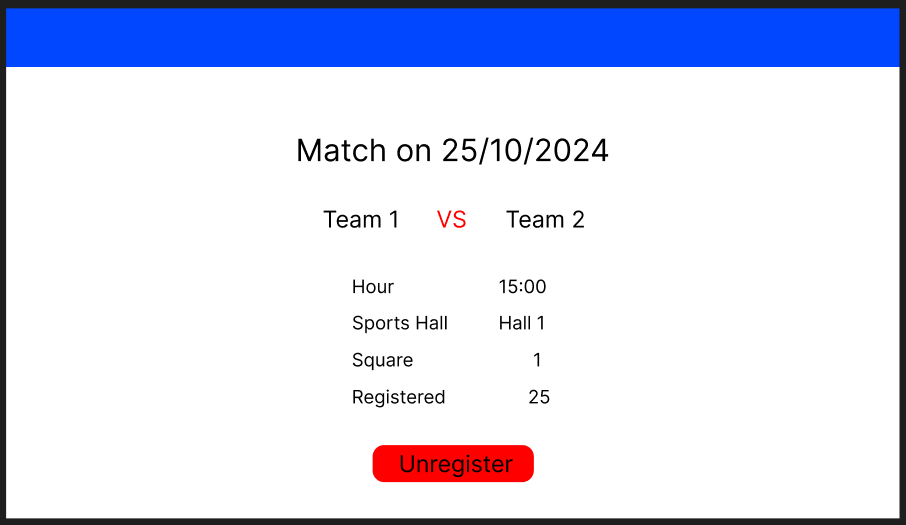 Match on 25/10/2024
Team 1 VS Team 2
Hour 15:00
Sports Hall Hall 1
Square 1
Registered 25
Unregister